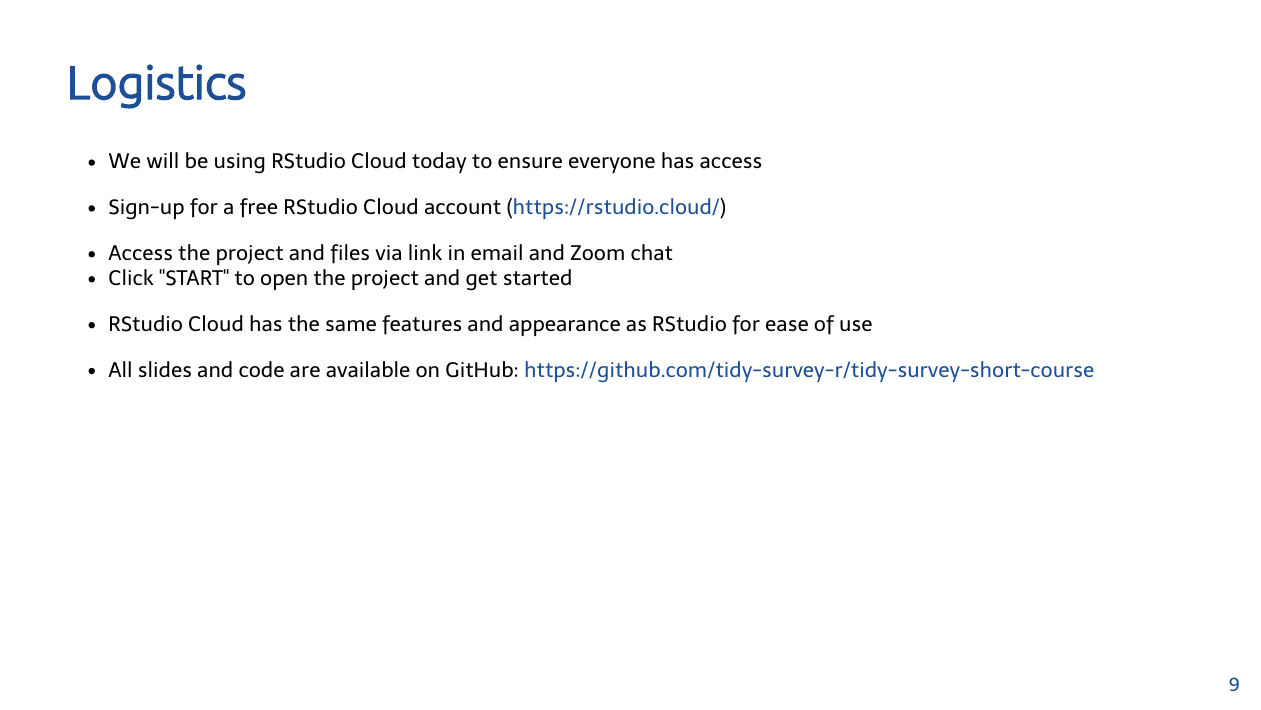 Logistics
• We will be using RStudio Cloud today to ensure everyone has access
• Sign-up for a free RStudio Cloud account (https://rstudio.cloud/)
• Access the project and files via link in email and Zoom chat
• Click "START" to open the project and get started
• RStudio Cloud has the same features and appearance as RStudio for ease of use
• All slides and code are available on GitHub: https://github.com/tidy-survey-r/tidy-survey-short-course
9